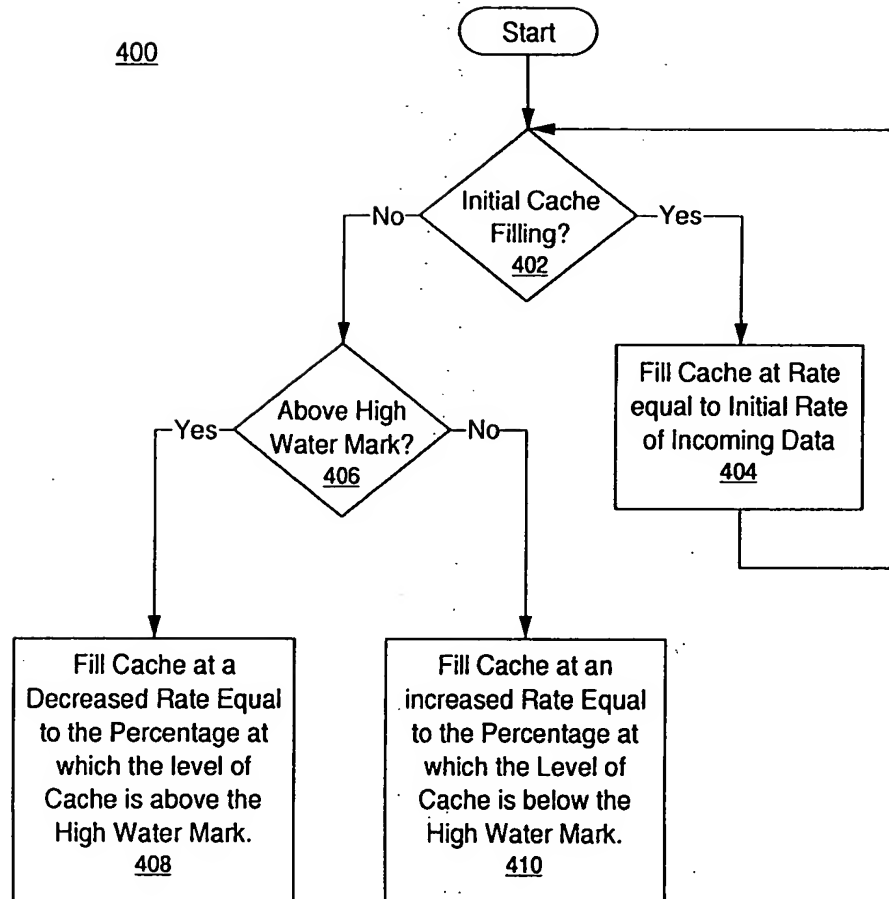 400
Start
Initial Cache
Filling?
402
No
Yes
Above High
Water Mark?
406
Yes
No
Fill Cache at Rate
equal to Initial Rate
of Incoming Data
404
Fill Cache at a
Decreased Rate Equal
to the Percentage at
which the level of
Cache is above the
High Water Mark.
408
Fill Cache at an
increased Rate Equal
to the Percentage at
which the Level of
Cache is below the
High Water Mark.
410